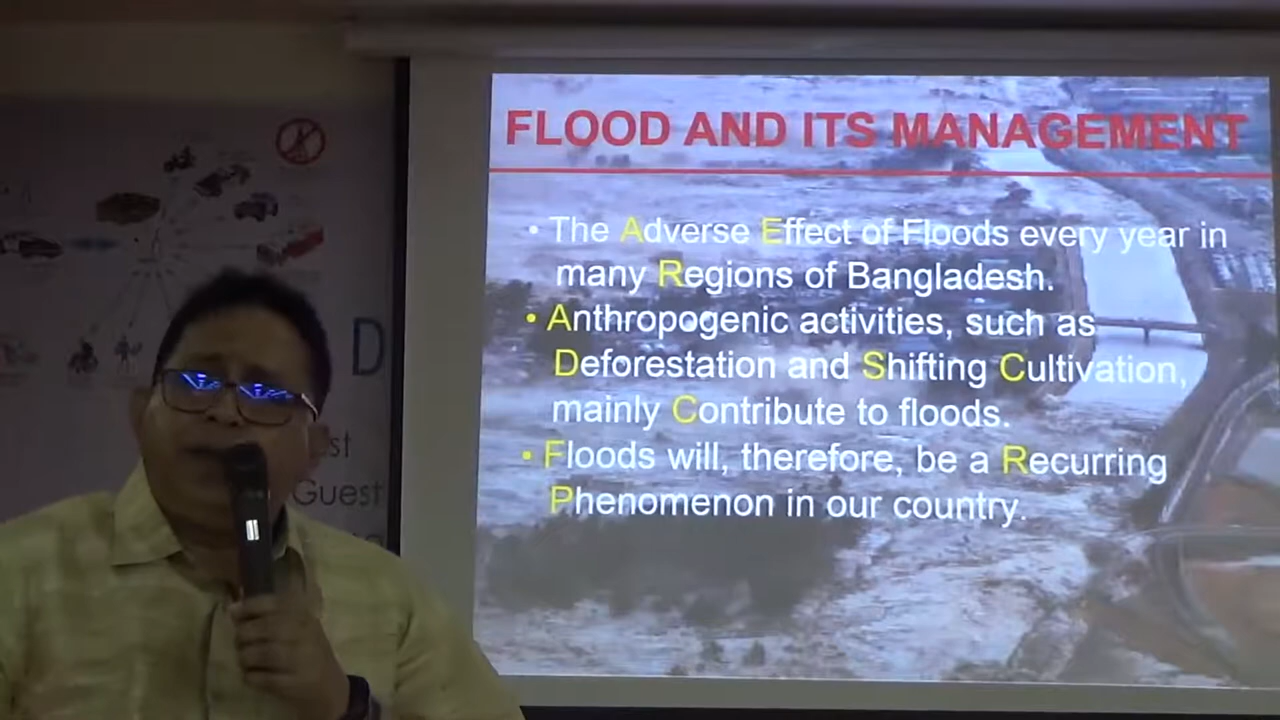 FLOOD AND ITS MANAGEMENT
• The Adverse Effect of Floods every year in
many Regions of Bangladesh.
• Anthropogenic activities, such as
Deforestation and Shifting Cultivation,
mainly Contribute to floods.
• Floods will, therefore, be a Recurring
Phenomenon in our country.
D
Guest